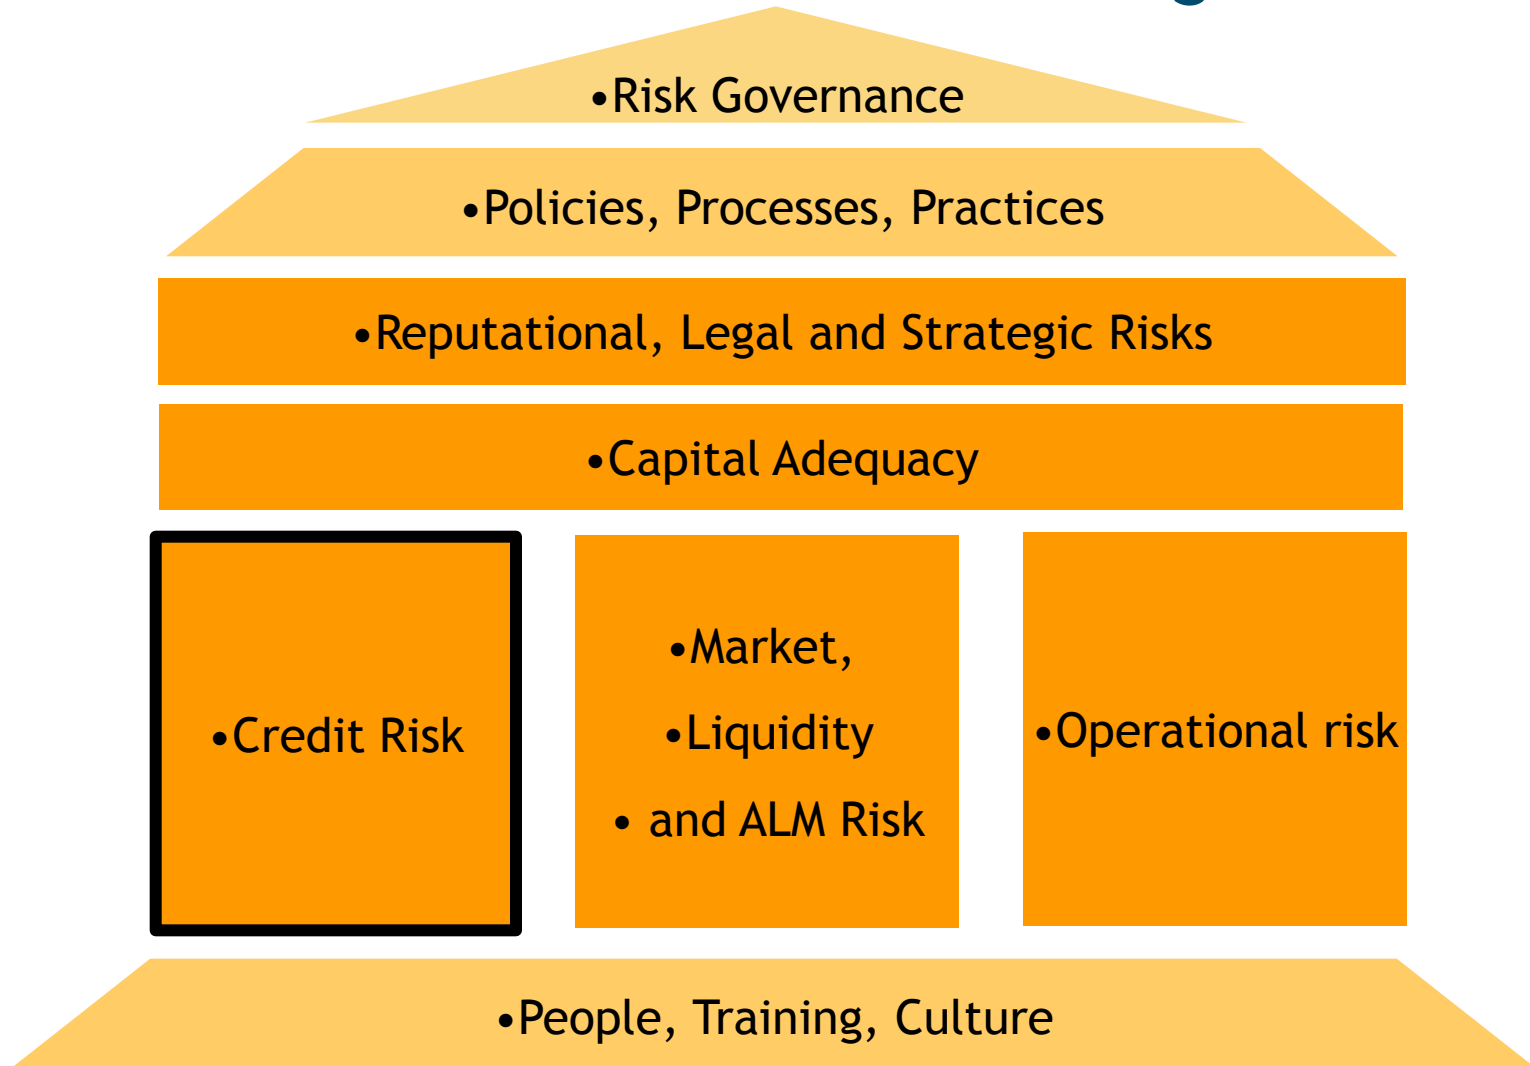 •Risk Governance
•Policies, Processes, Practices
•Reputational, Legal and Strategic Risks
•Capital Adequacy
•Credit Risk
•Market,
•Liquidity
• and ALM Risk
•Operational risk
•People, Training, Culture